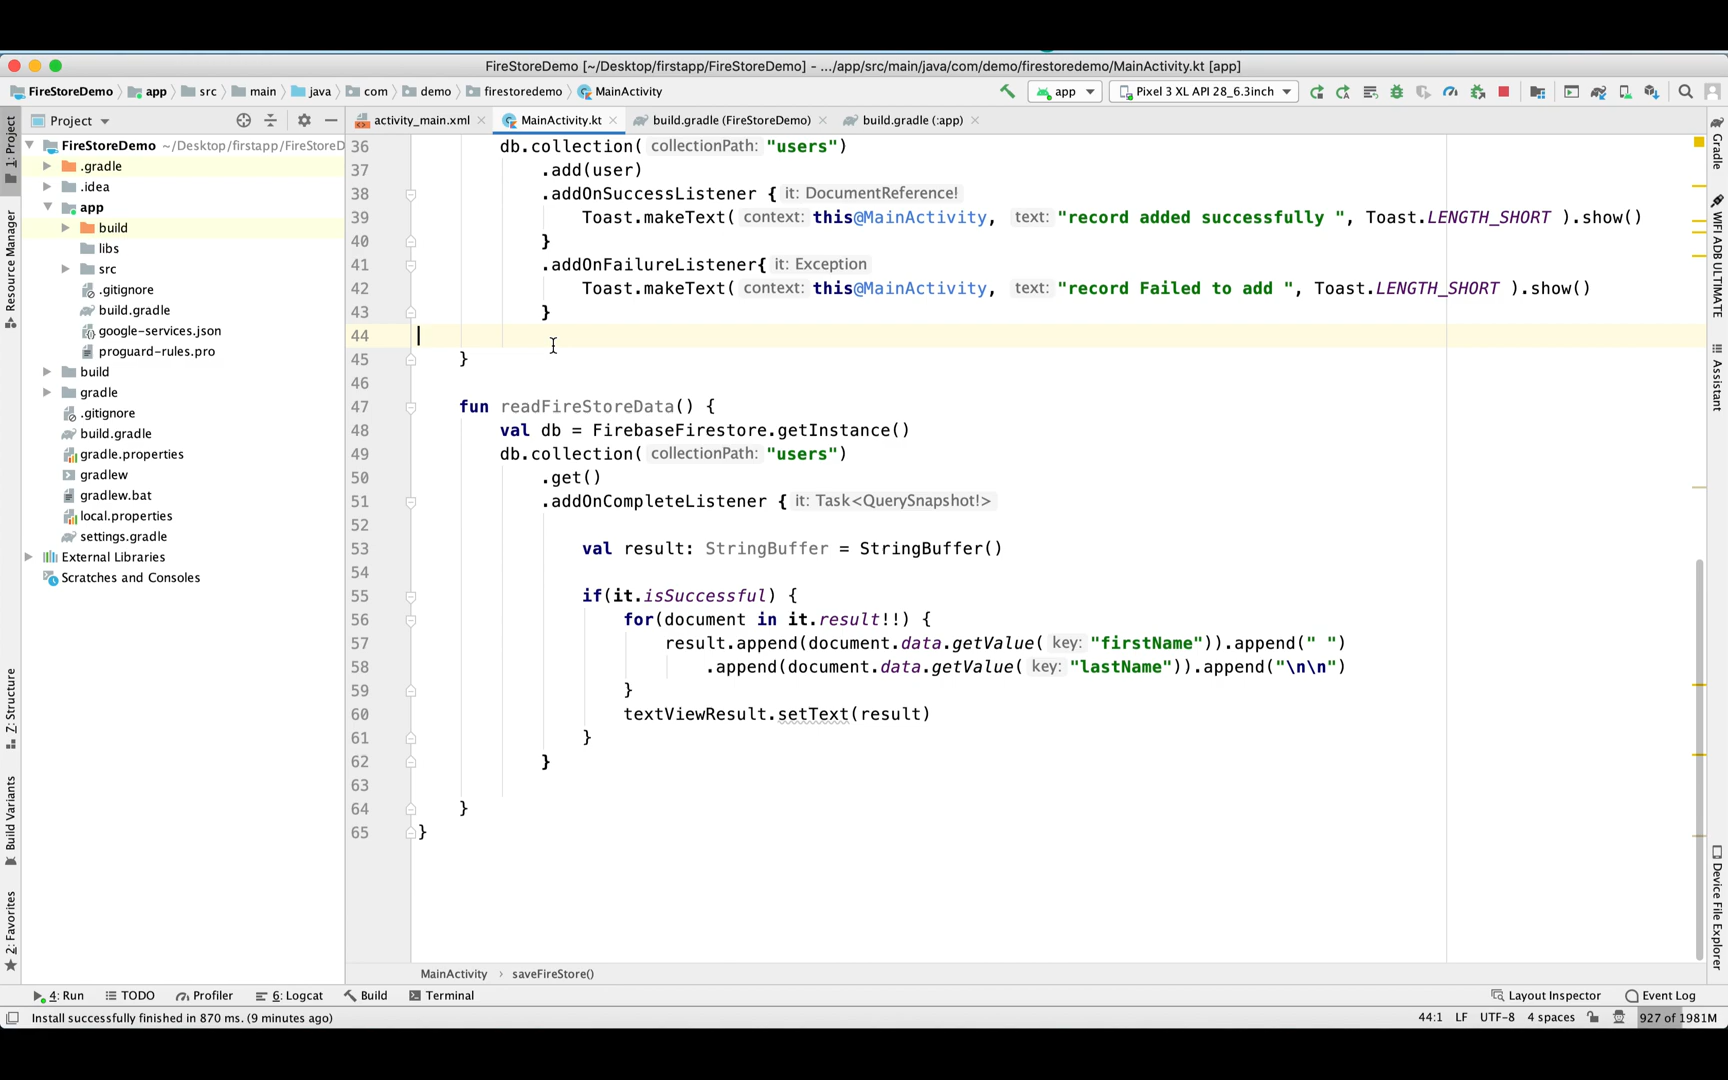 FireStoreDemo [~/Desktop/firstapp/FireStoreDemo] - .../app/src/main/java/com/demo/firestoredemo/MainActivity.kt [app]
FireStoreDemo app src main java com demo firestoredemo MainActivity.kt app Pixel 3 XL API 28_6.3inch
Project activity_main.xml MainActivity.kt build.gradle (FireStoreDemo) build.gradle (:app)
1: Project
Resource Manager
Z: Structure
Build Variants
2: Favorites
FireStoreDemo ~/Desktop/firstapp/FireStoreD
.gradle
.idea
app
build
libs
src
.gitignore
build.gradle
google-services.json
proguard-rules.pro
build
gradle
.gitignore
build.gradle
gradle.properties
gradlew
gradlew.bat
local.properties
settings.gradle
External Libraries
Scratches and Consoles
36 db.collection( collectionPath: "users")
37 .add(user)
38 .addOnSuccessListener { it: DocumentReference!
39 Toast.makeText( context: this@MainActivity, text: "record added successfully ", Toast.LENGTH_SHORT ).show()
40 }
41 .addOnFailureListener{ it: Exception
42 Toast.makeText( context: this@MainActivity, text: "record Failed to add ", Toast.LENGTH_SHORT ).show()
43 }
44
45 }
46
47 fun readFireStoreData() {
48 val db = FirebaseFirestore.getInstance()
49 db.collection( collectionPath: "users")
50 .get()
51 .addOnCompleteListener { it: Task<QuerySnapshot!>
52
53 val result: StringBuffer = StringBuffer()
54
55 if(it.isSuccessful) {
56 for(document in it.result!!) {
57 result.append(document.data.getValue( key: "firstName")).append(" ")
58 .append(document.data.getValue( key: "lastName")).append("\n\n")
59 }
60 textViewResult.setText(result)
61 }
62 }
63
64 }
65 }
Gradle
WIFI ADB ULTIMATE
Assistant
Device File Explorer
MainActivity › saveFireStore()
4: Run TODO Profiler 6: Logcat Build Terminal Layout Inspector Event Log
Install successfully finished in 870 ms. (9 minutes ago) 44:1 LF UTF-8 4 spaces 927 of 1981M